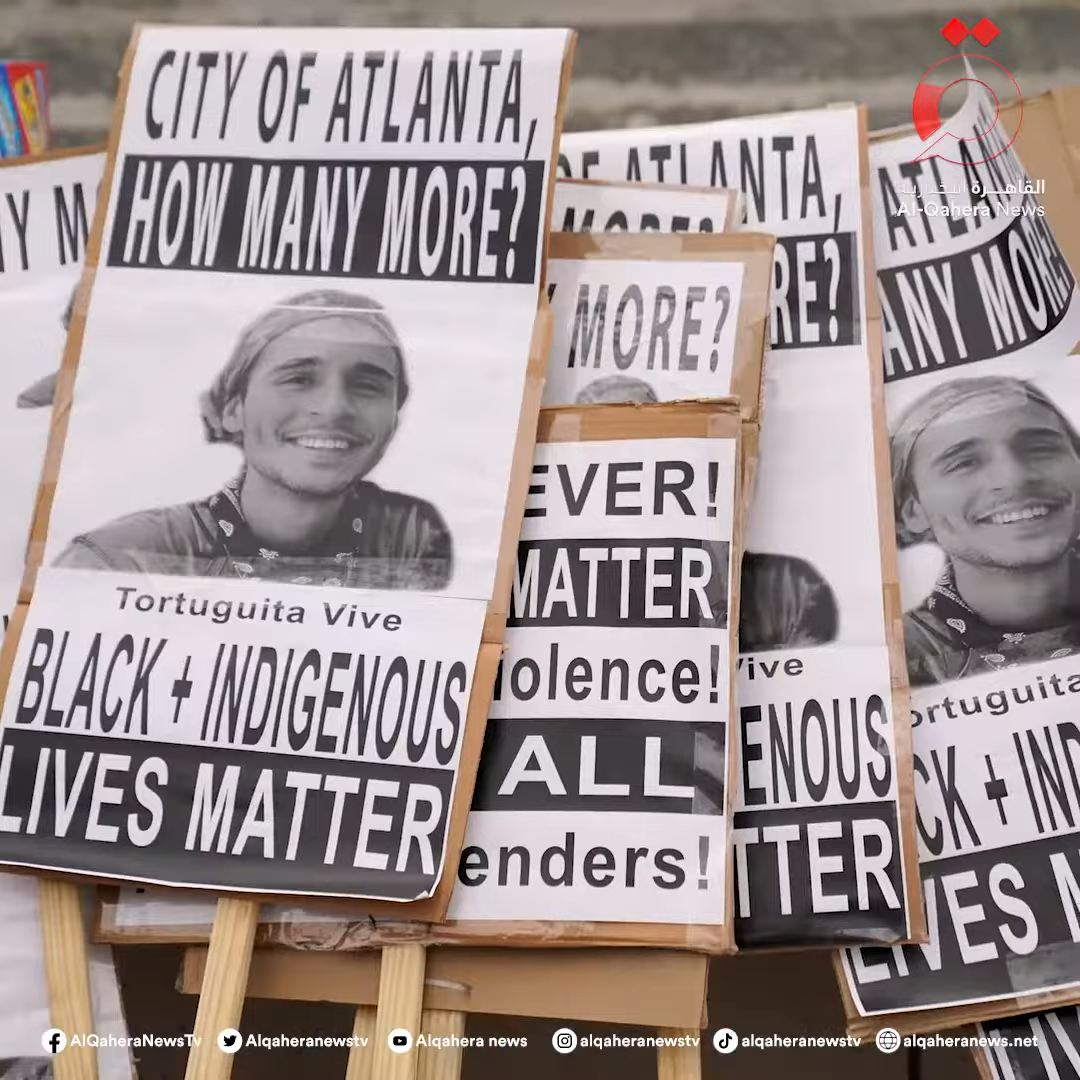 CITY OF ATLANTA,
HOW MANY MORE?
Tortuguita Vive
BLACK + INDIGENOUS
LIVES MATTER
Y M
OF ATLANTA,
MORE?
MORE?
RE?
EVER!
MATTER
iolence!
ALL
enders!
Vive
ENOUS
TTER
ATLAN
ANY MORE?
ortuguita
CK + IND
LIVES M
القاهرة الإخبارية
Al-Qahera News
AlQaheraNewsTv
Alqaheranewstv
Alqahera news
alqaheranewstv
alqaheranewstv
alqaheranews.net